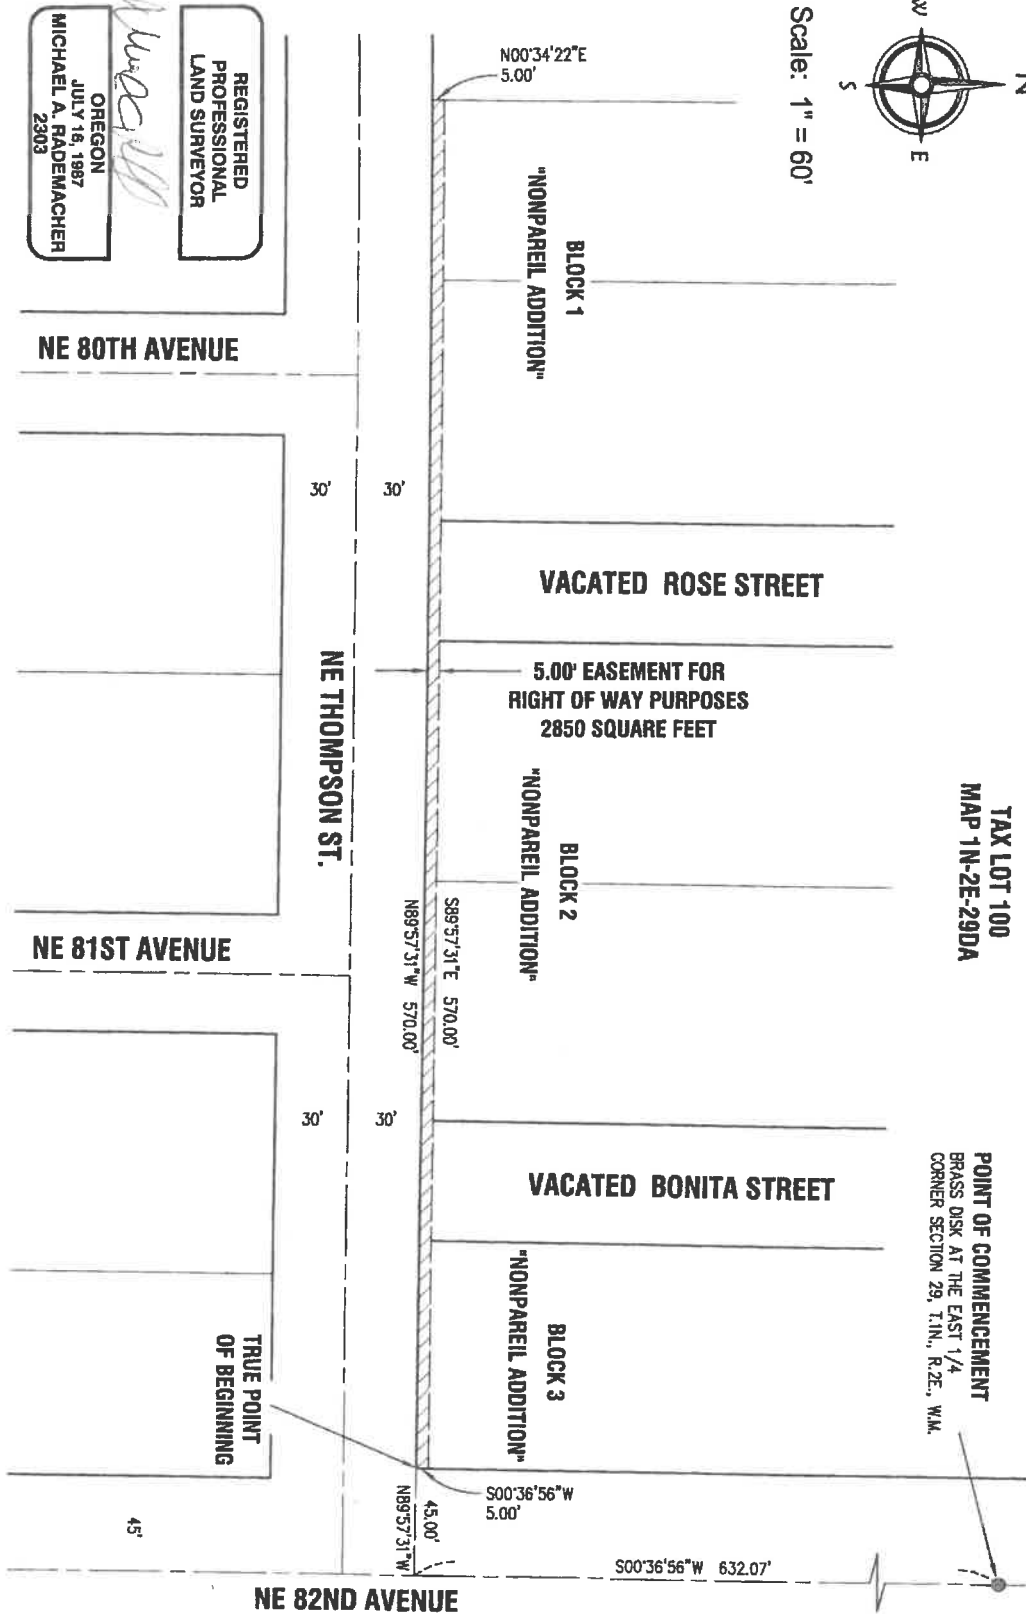 N
W
E
S
Scale: 1" = 60'
TAX LOT 100
MAP 1N-2E-29DA
POINT OF COMMENCEMENT
BRASS DISK AT THE EAST 1/4
CORNER SECTION 29, T.1N., R.2E., W.M.
N00°34'22"E
5.00'
BLOCK 1
"NONPAREIL ADDITION"
VACATED ROSE STREET
5.00' EASEMENT FOR
RIGHT OF WAY PURPOSES
2850 SQUARE FEET
BLOCK 2
"NONPAREIL ADDITION"
VACATED BONITA STREET
BLOCK 3
"NONPAREIL ADDITION"
S00°36'56"W 632.07'
S89°57'31"E 570.00'
N89°57'31"W 570.00'
S00°36'56"W
5.00'
45.00'
N89°57'31"W
30'
30'
30'
30'
NE THOMPSON ST.
TRUE POINT
OF BEGINNING
45'
NE 80TH AVENUE
NE 81ST AVENUE
NE 82ND AVENUE
REGISTERED
PROFESSIONAL
LAND SURVEYOR
OREGON
JULY 16, 1987
MICHAEL A. RADEMACHER
2303